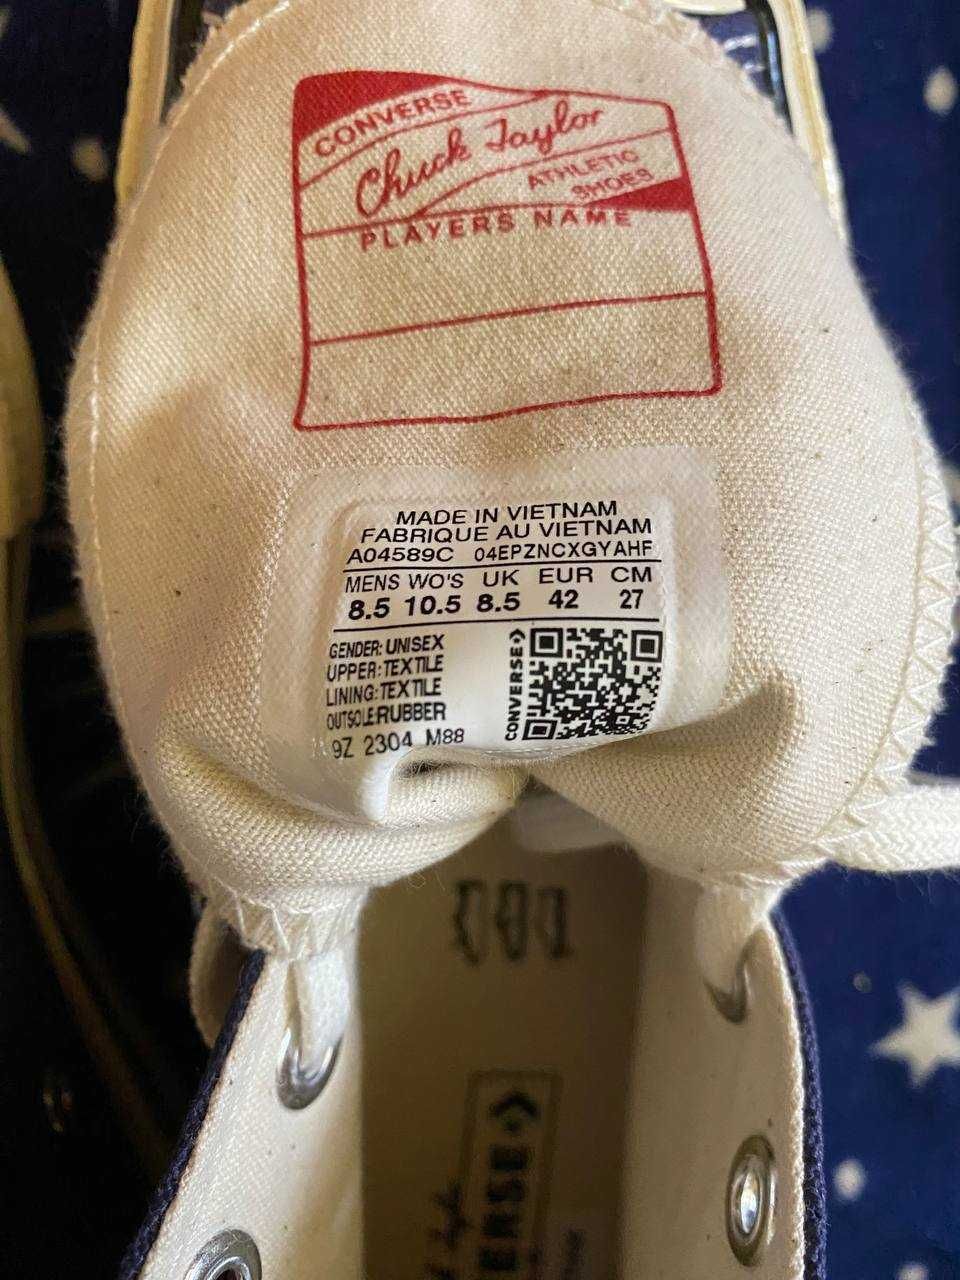 CONVERSE
Chuck Taylor
ATHLETIC
SHOES
PLAYERS NAME
MADE IN VIETNAM
FABRIQUE AU VIETNAM
A04589C 04EPZNCXGYAHF
MENS WO'S UK EUR CM
8.5 10.5 8.5 42 27
GENDER: UNISEX
UPPER:TEXTILE
LINING:TEXTILE
OUTSOLE:RUBBER
9Z 2304 M88
CONVERSE
ERSE